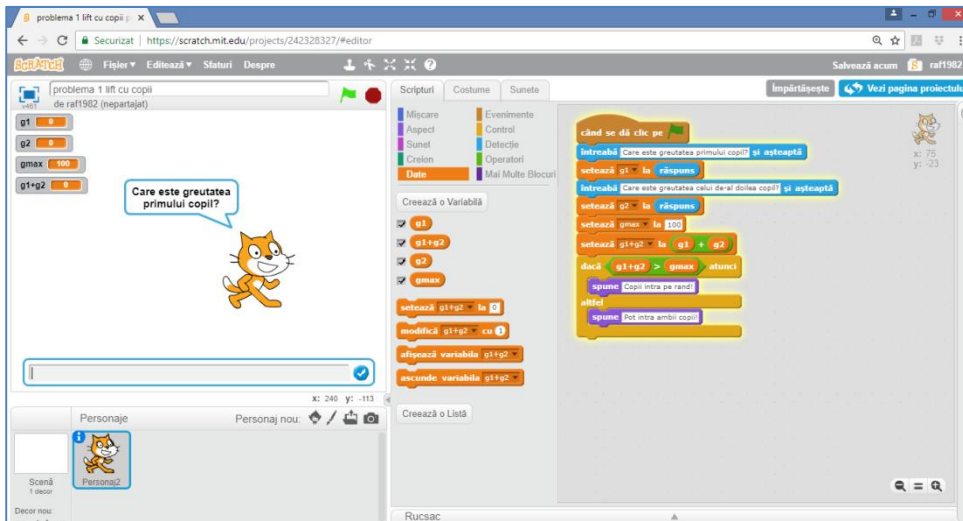 problema 1 lift cu copii p
Securizat | https://scratch.mit.edu/projects/242328327/#editor
SCRATCH Fișier Editează Sfaturi Despre Salvează acum raf1982
problema 1 lift cu copii
de raf1982 (nepartajat)
v461
g1 0
g2 0
gmax 100
g1+g2 0
Care este greutatea
primului copil?
x: 240 y: -113
Personaje Personaj nou:
Scenă
1 decor
Decor nou:
Personaj2
Scripturi Costume Sunete
Împărtășește
Mișcare Evenimente
Aspect Control
Sunet Detecție
Creion Operatori
Date Mai Multe Blocuri
Creează o Variabilă
g1
g1+g2
g2
gmax
setează g1+g2 la 0
modifică g1+g2 cu 1
afișează variabila g1+g2
ascunde variabila g1+g2
Creează o Listă
Rucsac
Vezi pagina proiectulu
când se dă clic pe
întreabă Care este greutatea primului copil? și așteaptă
setează g1 la răspuns
întreabă Care este greutatea celui de-al doilea copil? și așteaptă
setează g2 la răspuns
setează gmax la 100
setează g1+g2 la g1 + g2
dacă g1+g2 > gmax atunci
spune Copii intra pe rand!
altfel
spune Pot intra ambii copii!
x: 75
y: -23